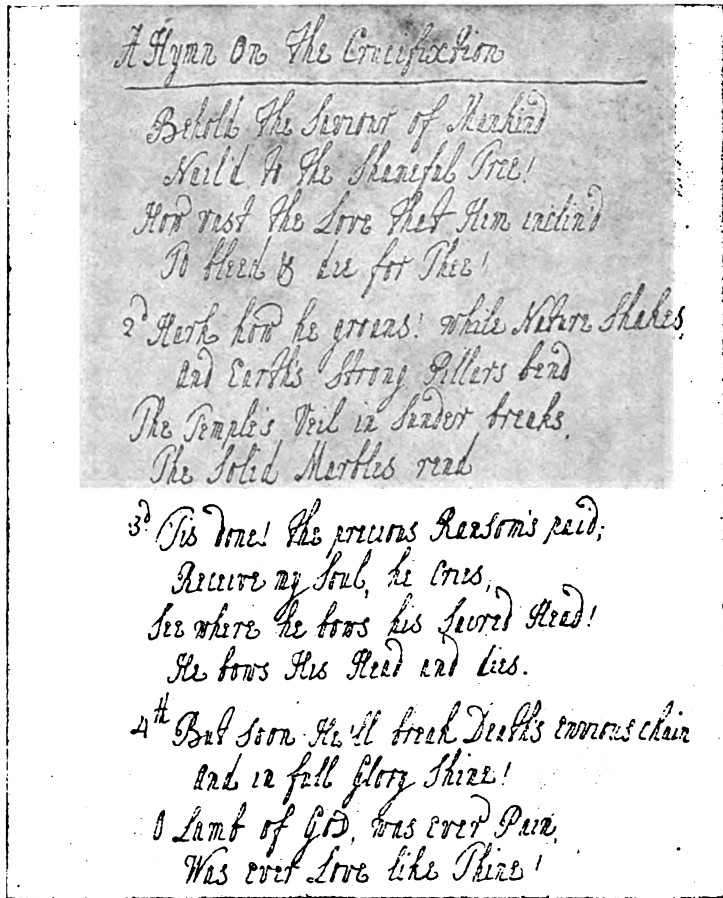 A Hymn on the Crucifixtion
Behold the Saviour of Mankind
Nail'd to the Shameful Tree!
How vast the Love that Him inclin'd
To bleed & die for Thee!
2d Hark how he groans! while Nature Shakes,
and Earth's Strong Pillars bend
The Temple's Veil in Sunder breaks,
The Solid Marbles rend
3d 'Tis done! the precious Ransom's paid;
Receive my Soul, he Cries,
See where he bows his Sacred Head!
He bows His Head and dies.
4th But soon He'll break Death's envious chain
and in full Glory Shine!
O Lamb of God, was ever Pain,
Was ever Love like Thine!